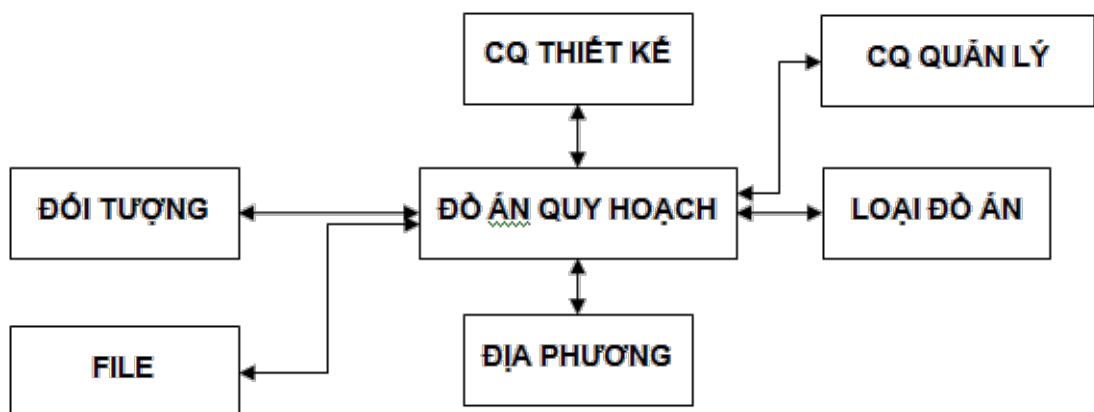 CQ THIẾT KẾ
CQ QUẢN LÝ
ĐỐI TƯỢNG
ĐỒ ÁN QUY HOẠCH
LOẠI ĐỒ ÁN
FILE
ĐỊA PHƯƠNG